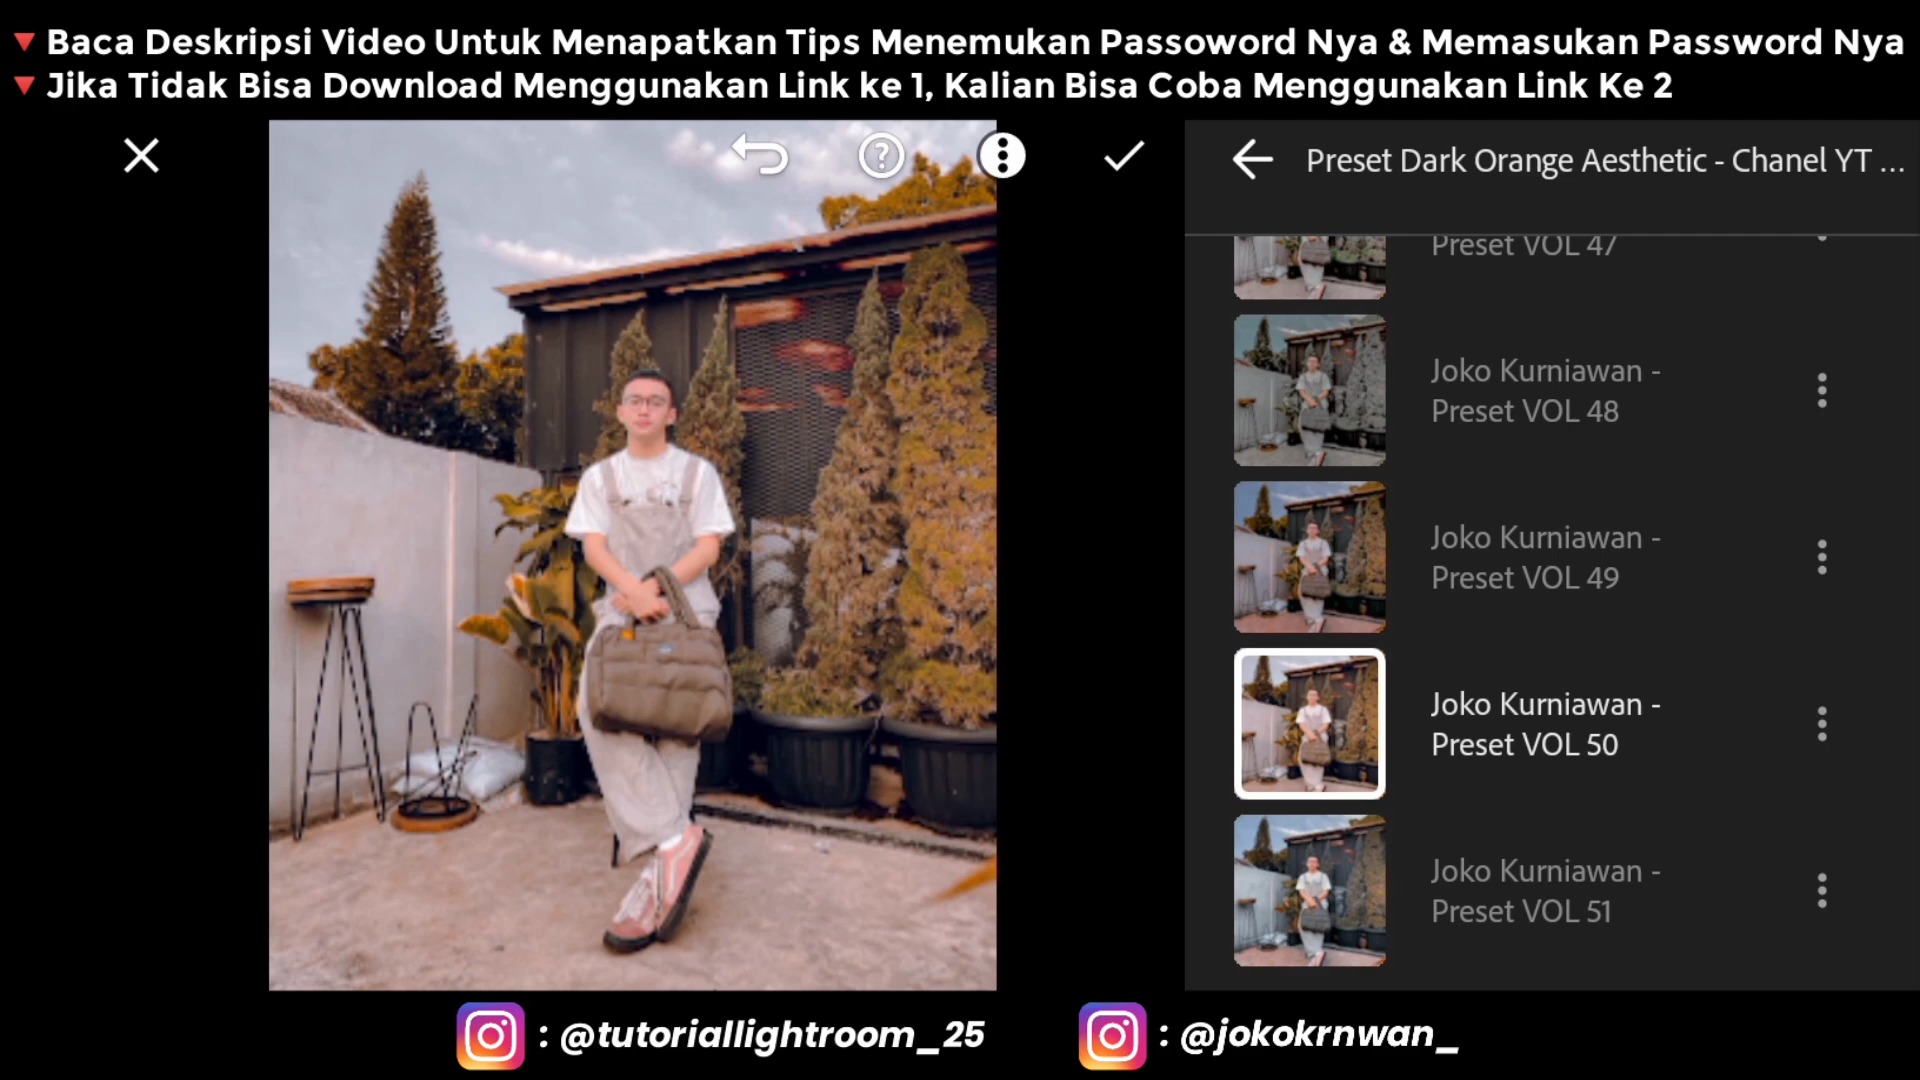 Baca Deskripsi Video Untuk Menapatkan Tips Menemukan Passoword Nya & Memasukan Password Nya
Jika Tidak Bisa Download Menggunakan Link ke 1, Kalian Bisa Coba Menggunakan Link Ke 2
Preset Dark Orange Aesthetic - Chanel YT ...
Preset VOL 47
Joko Kurniawan -
Preset VOL 48
Joko Kurniawan -
Preset VOL 49
Joko Kurniawan -
Preset VOL 50
Joko Kurniawan -
Preset VOL 51
: @tutoriallightroom_25
: @jokokrnwan_